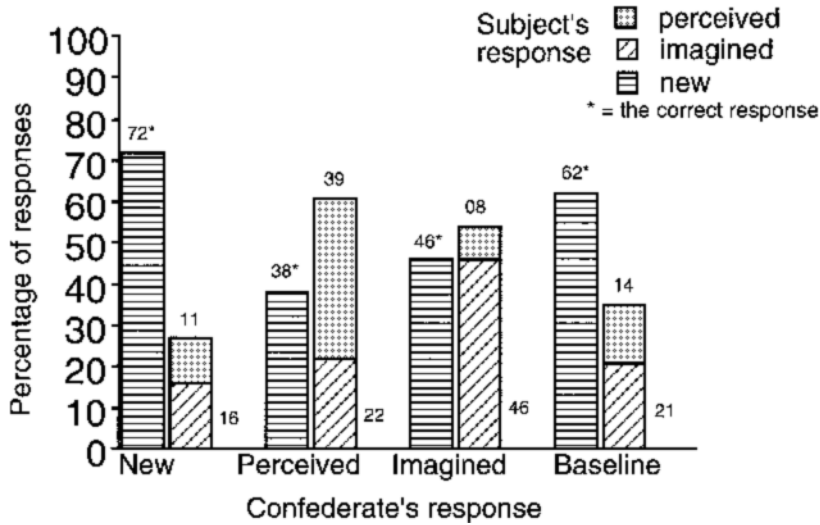 Subject's
response
perceived
imagined
new
* = the correct response
Percentage of responses
100
90
80
70
60
50
40
30
20
10
0
72*
11
16
38*
39
22
46*
08
46
62*
14
21
New
Perceived
Imagined
Baseline
Confederate's response